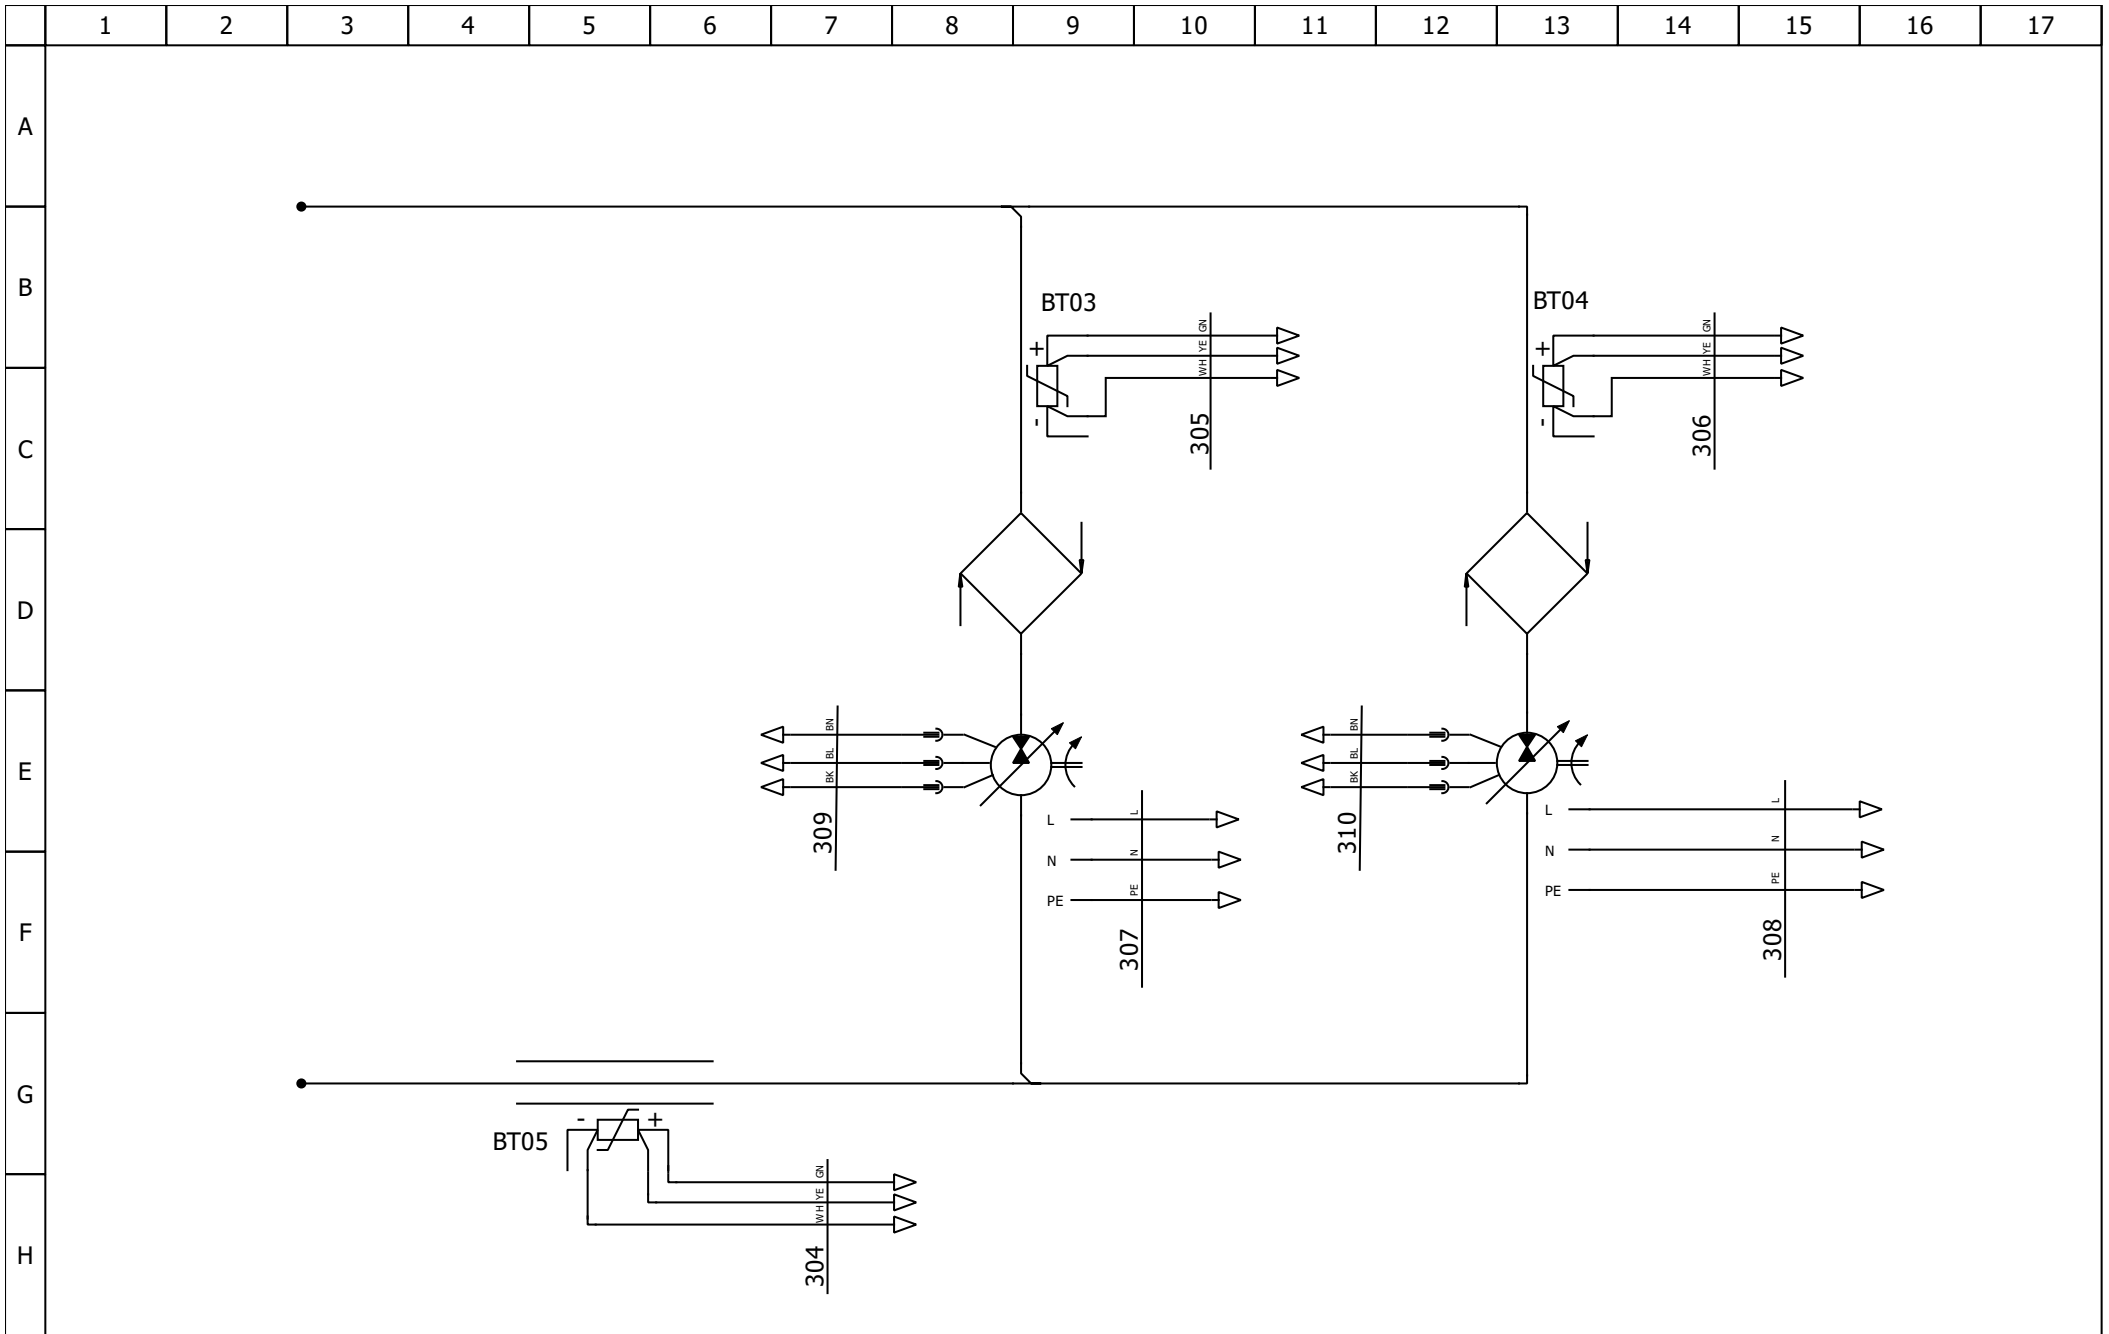 1 2 3 4 5 6 7 8 9 10 11 12 13 14 15 16 17
A
B
BT03
BT04
GN
YE
WH
+
-
305
GN
YE
WH
+
-
306
C
D
E
BN
BL
BK
309
BN
BL
BK
310
L L
N N
PE PE
307
L L
N N
PE PE
308
F
G
BT05
- +
GN
YE
WH
304
H